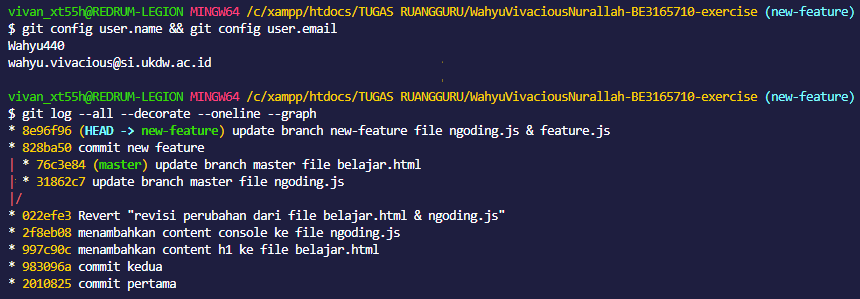 vivan_xt55h@REDRUM-LEGION MINGW64 /c/xampp/htdocs/TUGAS RUANGGURU/WahyuVivaciousNurallah-BE3165710-exercise (new-feature)
$ git config user.name && git config user.email
Wahyu440
wahyu.vivacious@si.ukdw.ac.id
vivan_xt55h@REDRUM-LEGION MINGW64 /c/xampp/htdocs/TUGAS RUANGGURU/WahyuVivaciousNurallah-BE3165710-exercise (new-feature)
$ git log --all --decorate --oneline --graph
* 8e96f96 (HEAD -> new-feature) update branch new-feature file ngoding.js & feature.js
* 828ba50 commit new feature
| * 76c3e84 (master) update branch master file belajar.html
| * 31862c7 update branch master file ngoding.js
|/
* 022efe3 Revert "revisi perubahan dari file belajar.html & ngoding.js"
* 2f8eb08 menambahkan content console ke file ngoding.js
* 997c90c menambahkan content h1 ke file belajar.html
* 983096a commit kedua
* 2010825 commit pertama